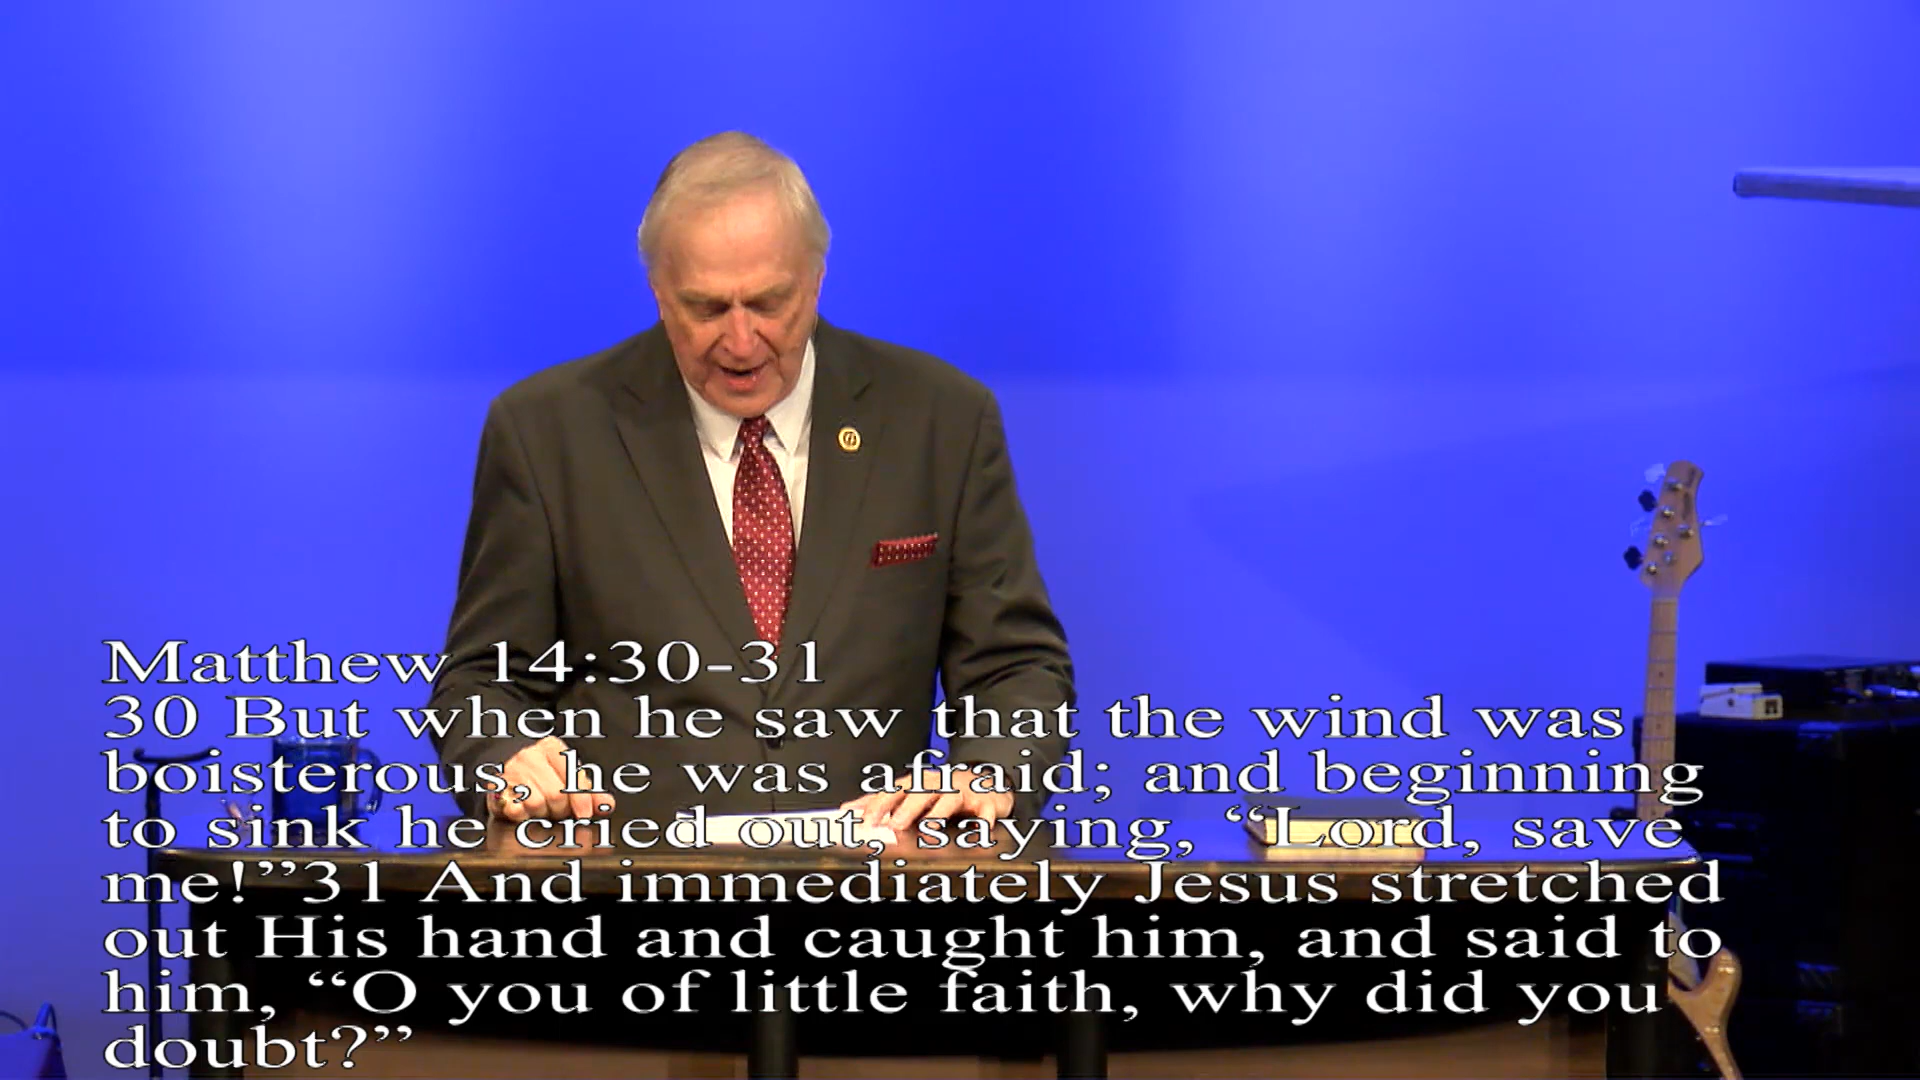 Matthew 14:30-31
30 But when he saw that the wind was
boisterous, he was afraid; and beginning
to sink he cried out, saying, “Lord, save
me!”31 And immediately Jesus stretched
out His hand and caught him, and said to
him, “O you of little faith, why did you
doubt?”